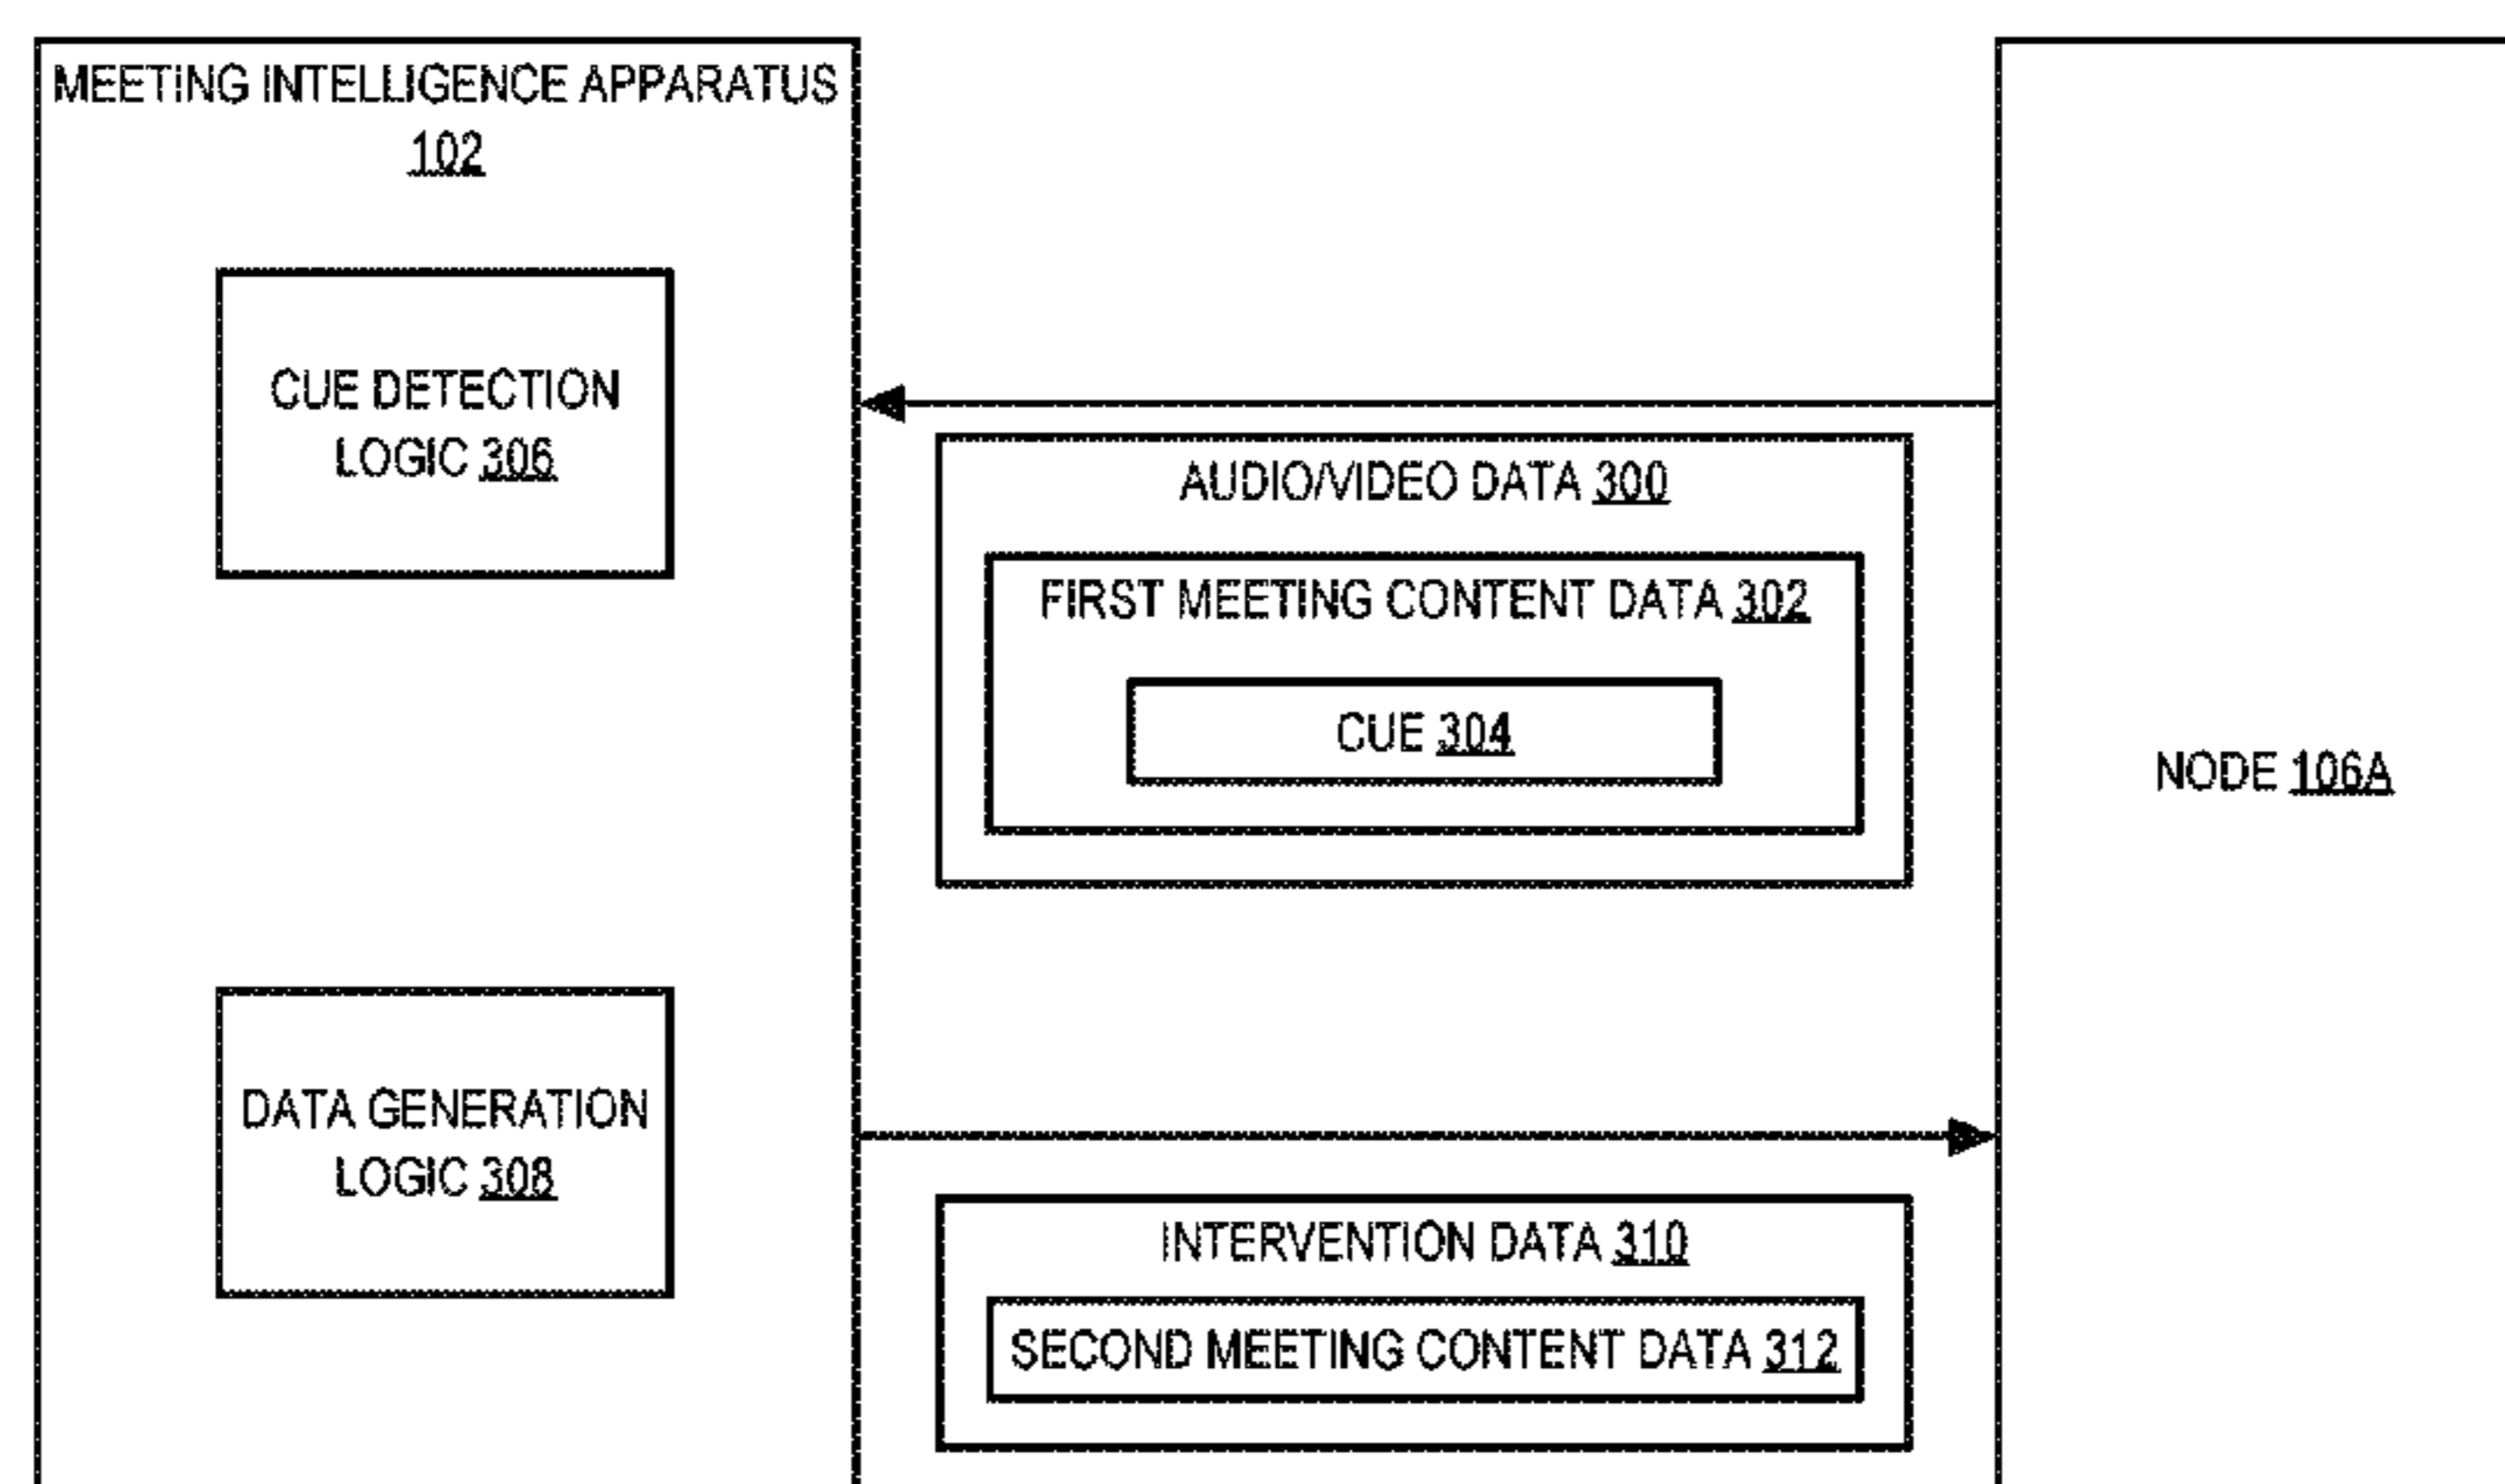 MEETING INTELLIGENCE APPARATUS
102
CUE DETECTION
LOGIC 306
AUDIO/VIDEO DATA 300
FIRST MEETING CONTENT DATA 302
CUE 304
NODE 106A
DATA GENERATION
LOGIC 308
INTERVENTION DATA 310
SECOND MEETING CONTENT DATA 312